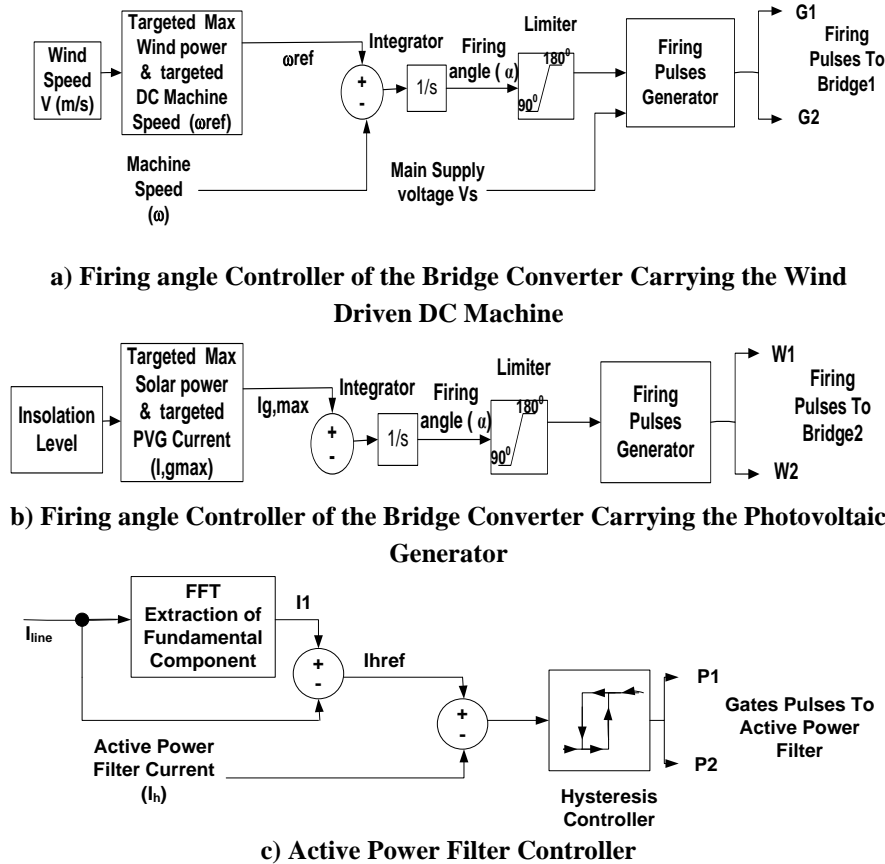 Wind
Speed
V (m/s)
Targeted Max
Wind power
& targeted
DC Machine
Speed (ωref)
ωref
+
-
Integrator
1/s
Firing
angle ( α)
Limiter
180⁰
90⁰
Firing
Pulses
Generator
G1
G2
Firing
Pulses To
Bridge1
Machine
Speed
(ω)
Main Supply
voltage Vs
a) Firing angle Controller of the Bridge Converter Carrying the Wind
Driven DC Machine
Insolation
Level
Targeted Max
Solar power
& targeted
PVG Current
(I,gmax)
Ig,max
+
-
Integrator
1/s
Firing
angle ( α)
Limiter
180⁰
90⁰
Firing
Pulses
Generator
W1
W2
Firing
Pulses To
Bridge2
b) Firing angle Controller of the Bridge Converter Carrying the Photovoltaic
Generator
Iline
FFT
Extraction of
Fundamental
Component
I1
+
-
Ihref
+
-
Active Power
Filter Current
(Ih)
Hysteresis
Controller
P1
P2
Gates Pulses To
Active Power
Filter
c) Active Power Filter Controller